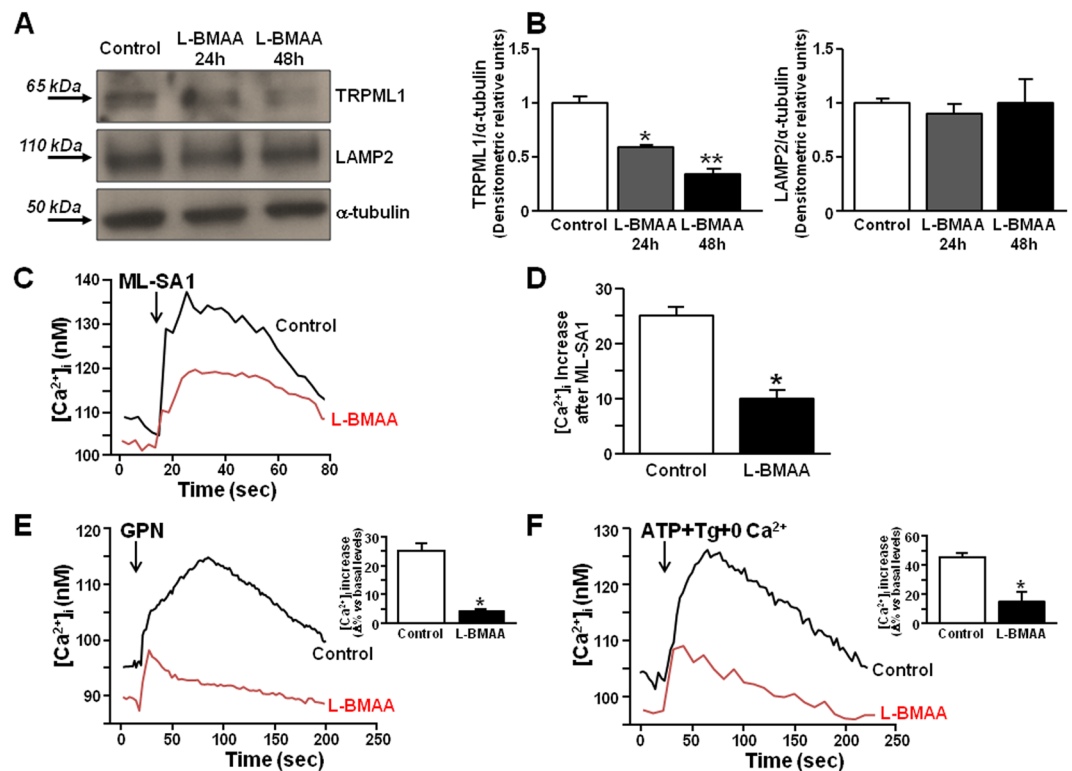 A
Control
L-BMAA
24h
L-BMAA
48h
65 kDa
TRPML1
110 kDa
LAMP2
50 kDa
α-tubulin
B
TRPML1/α-tubulin
(Densitometric relative units)
1.5
1
0.5
0
*
**
Control
L-BMAA
24h
L-BMAA
48h
LAMP2/α-tubulin
(Densitometric relative units)
1.5
1
0.5
0
Control
L-BMAA
24h
L-BMAA
48h
C
ML-SA1
[Ca²⁺]i (nM)
140
130
120
110
100
Control
L-BMAA
0 20 40 60 80
Time (sec)
D
[Ca²⁺]i Increase
after ML-SA1
30
20
10
0
*
Control
L-BMAA
E
GPN
[Ca²⁺]i (nM)
120
110
100
90
Control
L-BMAA
0 50 100 150 200 250
Time (sec)
[Ca²⁺]i increase
(Δ% vs basal levels)
30
20
10
0
*
Control
L-BMAA
F
ATP+Tg+0 Ca²⁺
[Ca²⁺]i (nM)
130
120
110
100
Control
L-BMAA
0 50 100 150 200 250
Time (sec)
[Ca²⁺]i increase
(Δ% vs basal levels)
60
40
20
0
*
Control
L-BMAA